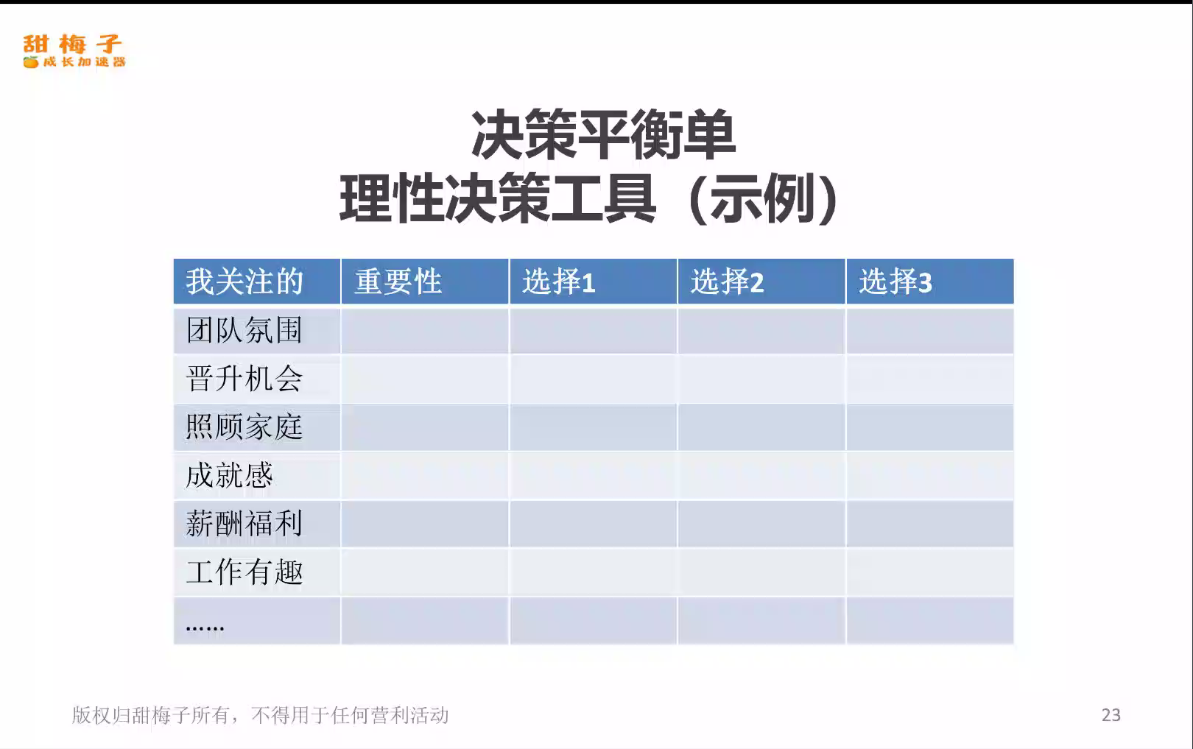 甜梅子
成长加速器
决策平衡单
理性决策工具（示例）
我关注的 重要性 选择1 选择2 选择3
团队氛围
晋升机会
照顾家庭
成就感
薪酬福利
工作有趣
……
版权归甜梅子所有，不得用于任何营利活动
23